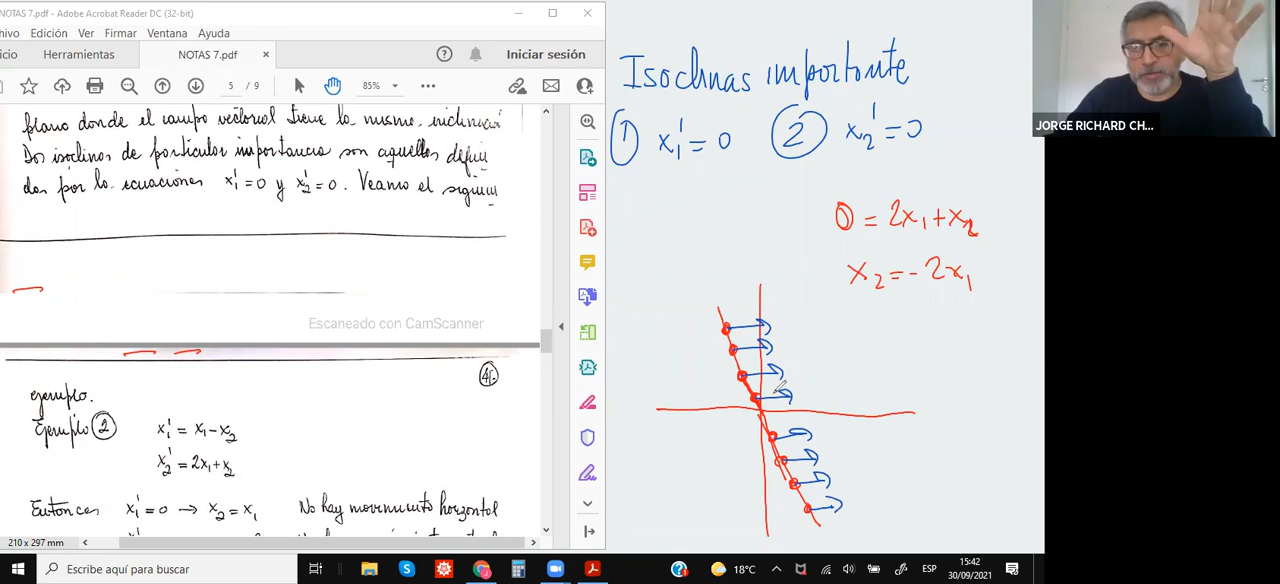 NOTAS 7.pdf - Adobe Acrobat Reader DC (32-bit)
hivo Edición Ver Firmar Ventana Ayuda
icio Herramientas NOTAS 7.pdf × Iniciar sesión
5 / 9 85%
plano donde el campo vectorial tiene la misma inclinació
Dos isoclinas de particular importancia son aquellas defini
das por la ecuaciones x₁' = 0 y x₂' = 0. Veamos el siguien
Escaneado con CamScanner
4
ejemplo.
Ejemplo 2 x₁' = x₁ - x₂
x₂' = 2x₁ + x₂
Entonces x₁' = 0 → x₂ = x₁ No hay movimiento horizontal
210 x 297 mm
Isoclinas importante
1 x₁' = 0 2 x₂' = 0
0 = 2x₁ + x₂
x₂ = -2x₁
JORGE RICHARD CH...
Escribe aquí para buscar
18°C ESP 15:42
30/09/2021